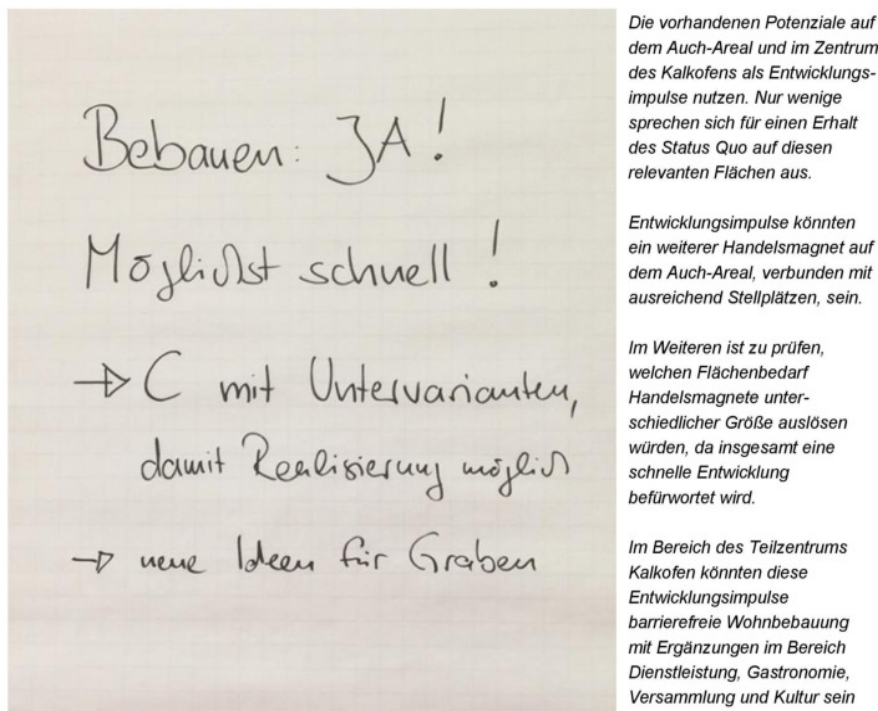 Bebauen: JA!
Möglichst schnell!
→ C mit Untervarianten,
damit Realisierung möglich
→ neue Ideen für Graben
Die vorhandenen Potenziale auf
dem Auch-Areal und im Zentrum
des Kalkofens als Entwicklungs-
impulse nutzen. Nur wenige
sprechen sich für einen Erhalt
des Status Quo auf diesen
relevanten Flächen aus.
Entwicklungsimpulse könnten
ein weiterer Handelsmagnet auf
dem Auch-Areal, verbunden mit
ausreichend Stellplätzen, sein.
Im Weiteren ist zu prüfen,
welchen Flächenbedarf
Handelsmagnete unter-
schiedlicher Größe auslösen
würden, da insgesamt eine
schnelle Entwicklung
befürwortet wird.
Im Bereich des Teilzentrums
Kalkofen könnten diese
Entwicklungsimpulse
barrierefreie Wohnbebauung
mit Ergänzungen im Bereich
Dienstleistung, Gastronomie,
Versammlung und Kultur sein